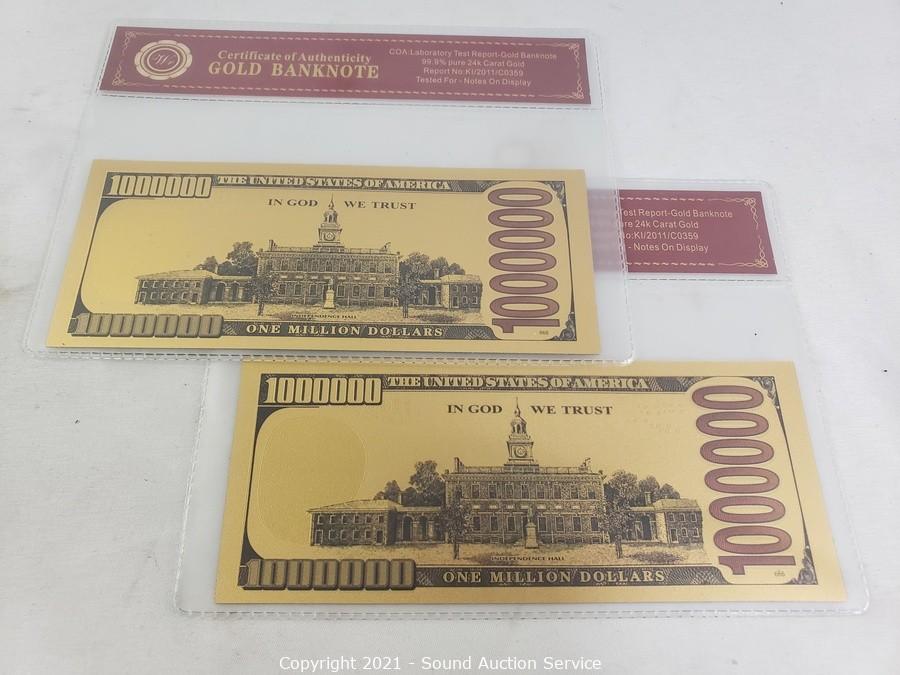 Certificate of Authenticity
GOLD BANKNOTE
COA:Laboratory Test Report-Gold Banknote
99.9% pure 24k Carat Gold
Report No:KI/2011/C0359
Tested For - Notes On Display
1000000
THE UNITED STATES OF AMERICA
IN GOD WE TRUST
1000000
INDEPENDENCE HALL
1000000
ONE MILLION DOLLARS
Test Report-Gold Banknote
24k Carat Gold
No:KI/2011/C0359
- Notes On Display
1000000
THE UNITED STATES OF AMERICA
IN GOD WE TRUST
1000000
INDEPENDENCE HALL
1000000
ONE MILLION DOLLARS
Copyright 2021 - Sound Auction Service